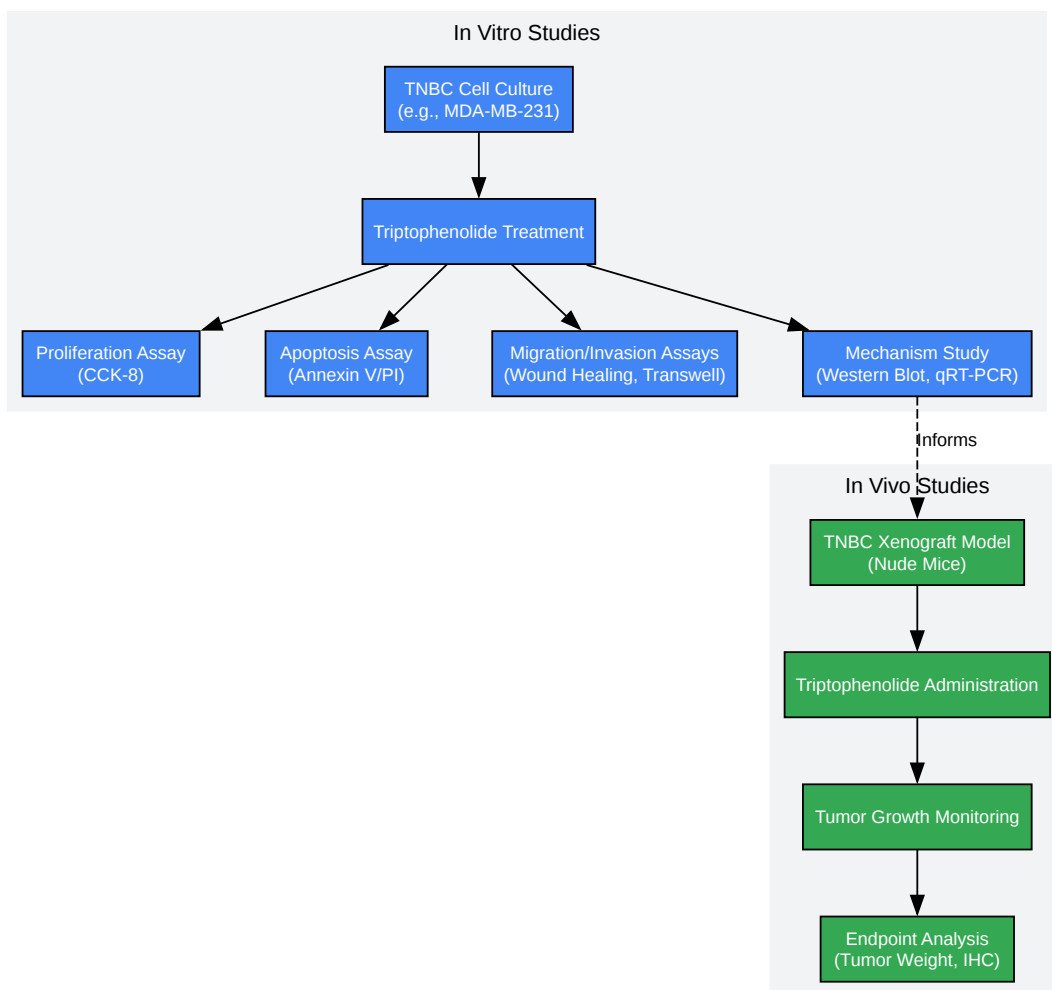 In Vitro Studies
TNBC Cell Culture
(e.g., MDA-MB-231)
Triptophenolide Treatment
Proliferation Assay
(CCK-8)
Apoptosis Assay
(Annexin V/PI)
Migration/Invasion Assays
(Wound Healing, Transwell)
Mechanism Study
(Western Blot, qRT-PCR)
Informs
In Vivo Studies
TNBC Xenograft Model
(Nude Mice)
Triptophenolide Administration
Tumor Growth Monitoring
Endpoint Analysis
(Tumor Weight, IHC)